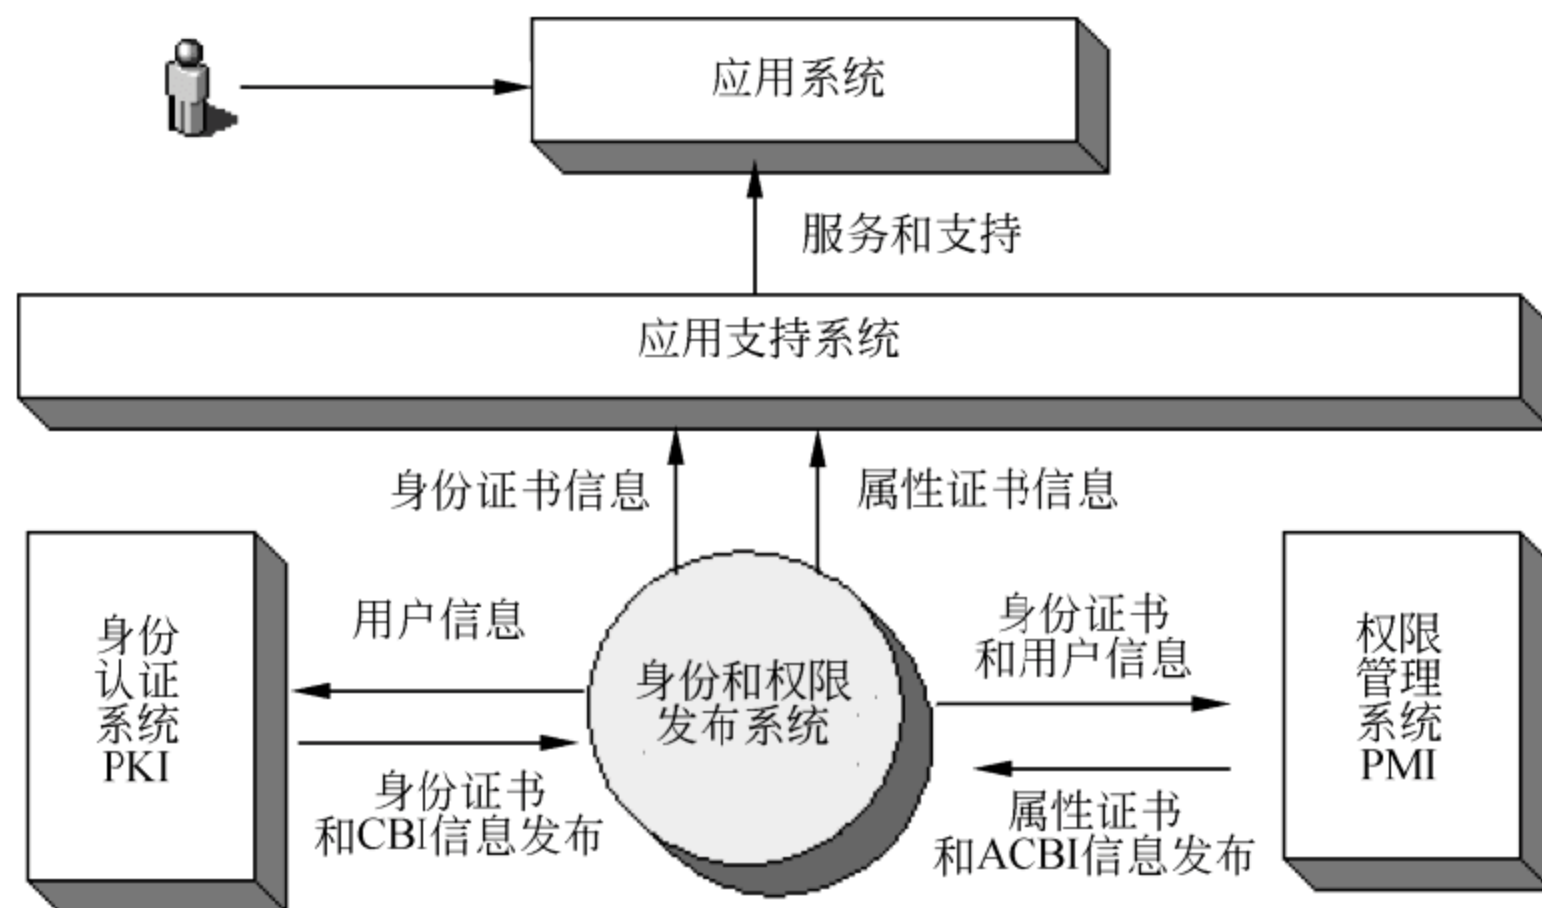 应用系统
服务和支持
应用支持系统
身份证书信息
属性证书信息
身份
认证
系统
PKI
用户信息
身份证书
和CBI信息发布
身份和权限
发布系统
身份证书
和用户信息
属性证书
和ACBI信息发布
权限
管理
系统
PMI